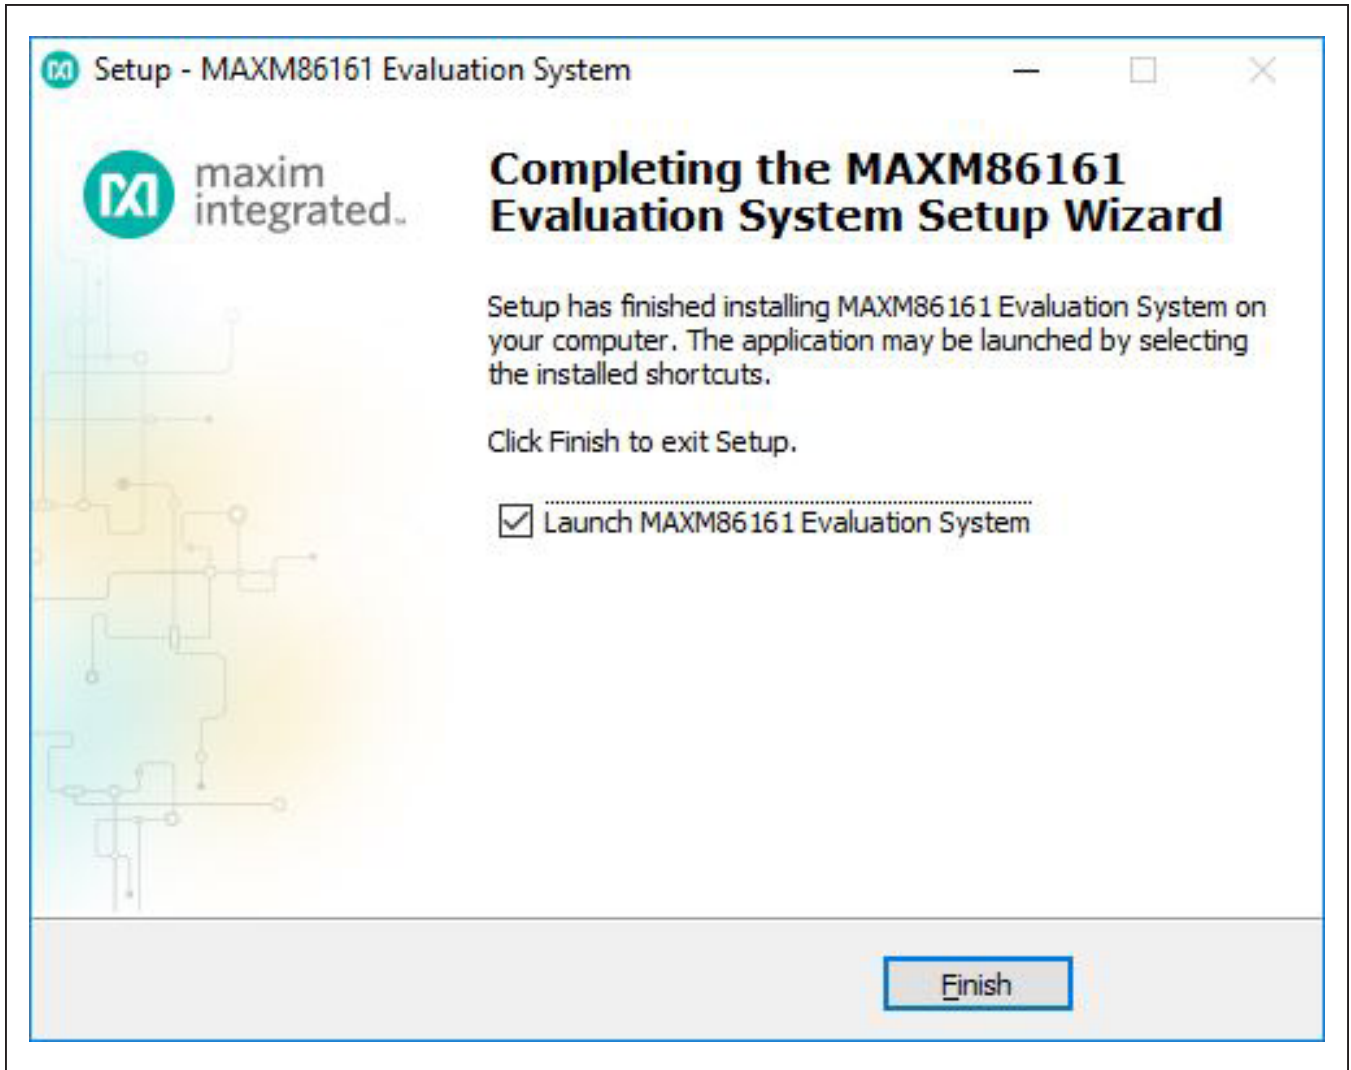 Setup - MAXM86161 Evaluation System
maxim
integrated™
Completing the MAXM86161
Evaluation System Setup Wizard
Setup has finished installing MAXM86161 Evaluation System on
your computer. The application may be launched by selecting
the installed shortcuts.
Click Finish to exit Setup.
Launch MAXM86161 Evaluation System
Finish